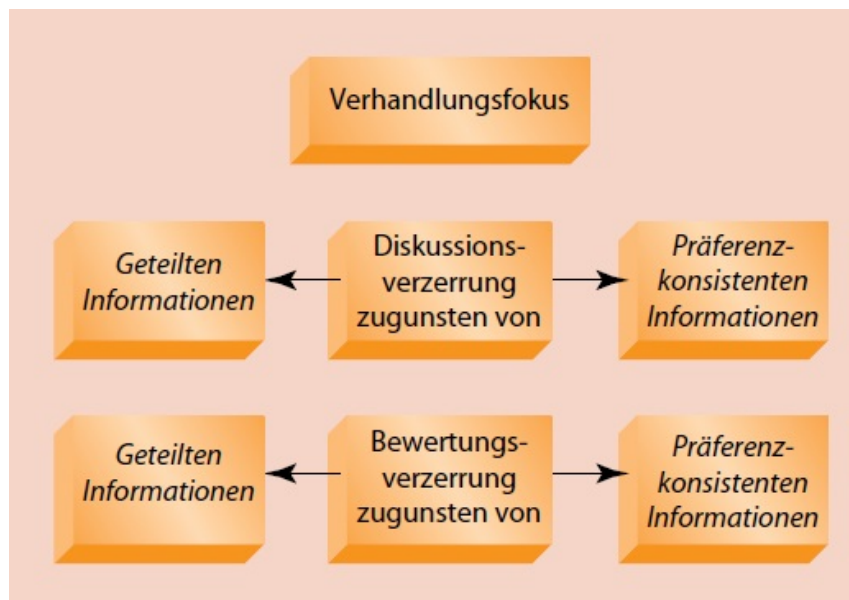 Verhandlungsfokus
Geteilten
Informationen
Diskussions-
verzerrung
zugunsten von
Präferenz-
konsistenten
Informationen
Geteilten
Informationen
Bewertungs-
verzerrung
zugunsten von
Präferenz-
konsistenten
Informationen